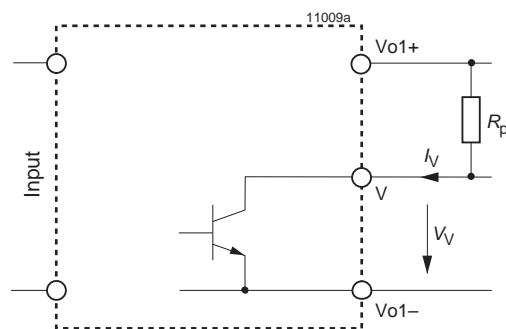 11009a
Vo1+
Rp
Input
IV
V
VV
Vo1–